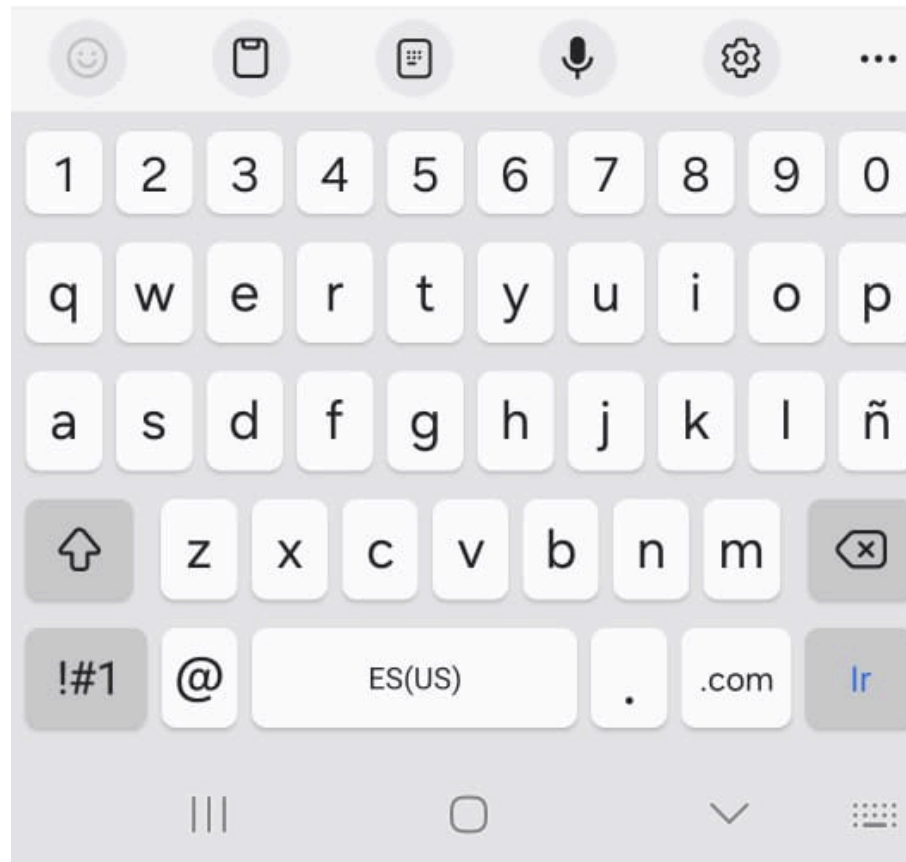 1 2 3 4 5 6 7 8 9 0
q w e r t y u i o p
a s d f g h j k l ñ
z x c v b n m
!#1 @ ES(US) . .com Ir